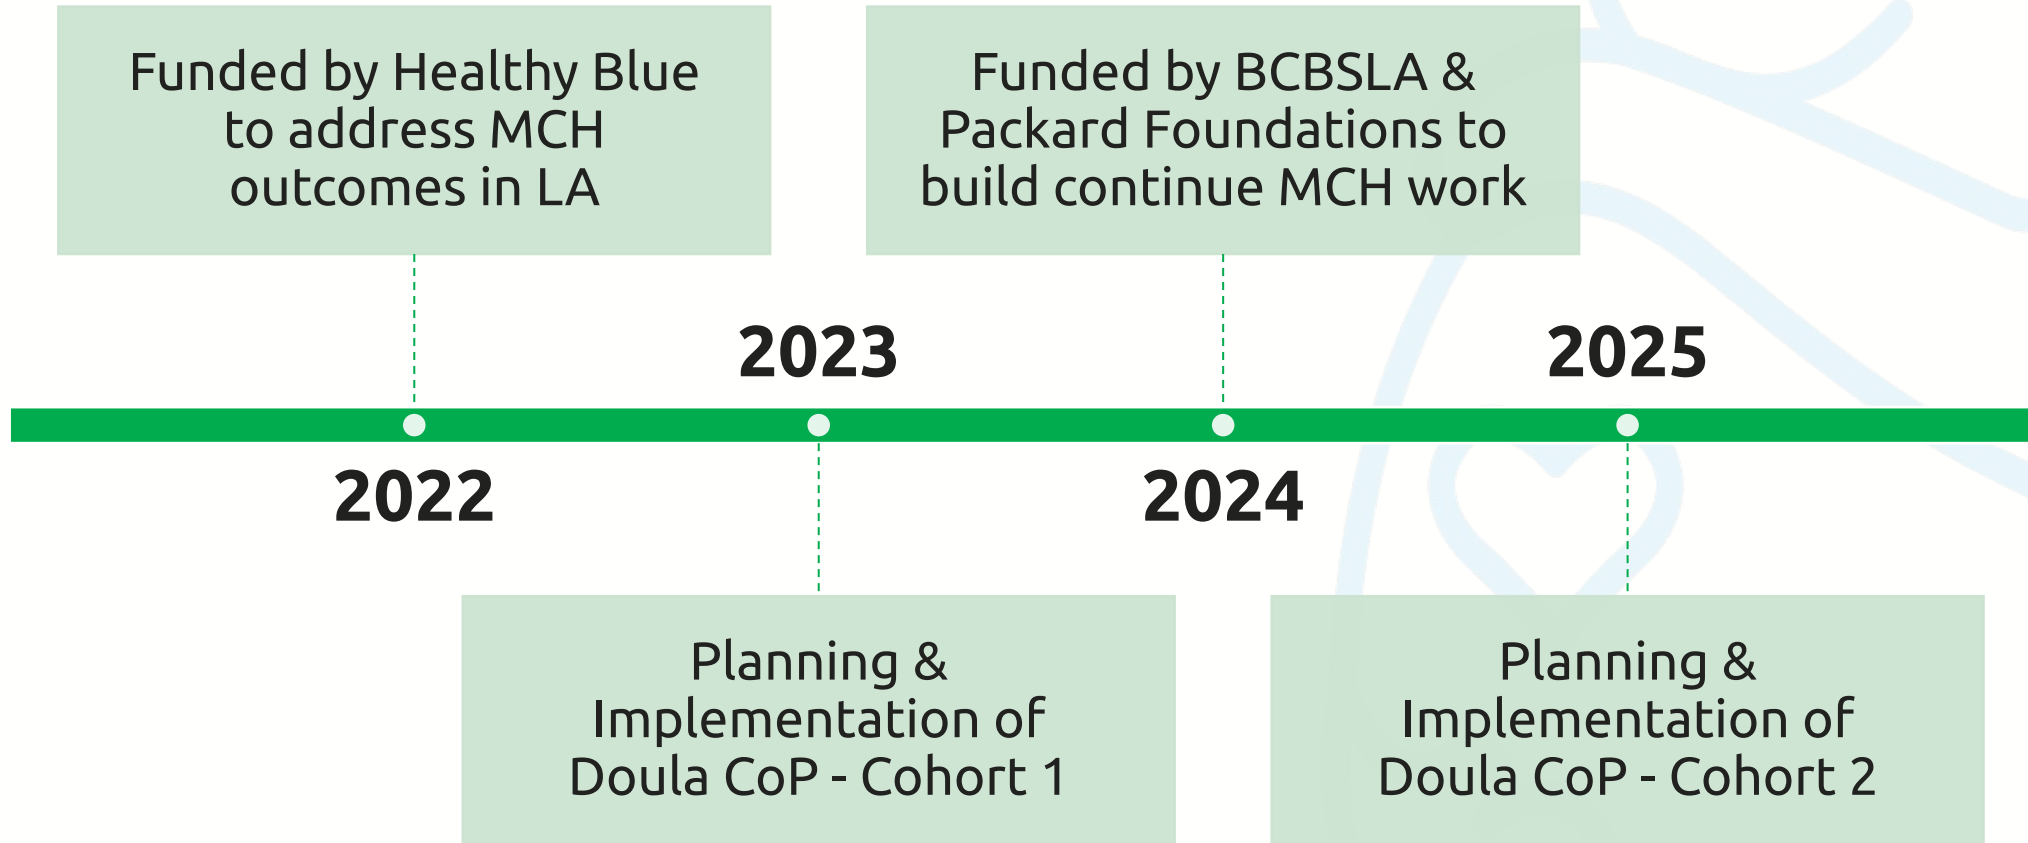 Funded by Healthy Blue
to address MCH
outcomes in LA
Funded by BCBSLA &
Packard Foundations to
build continue MCH work
2023
2025
2022
2024
Planning &
Implementation of
Doula CoP - Cohort 1
Planning &
Implementation of
Doula CoP - Cohort 2